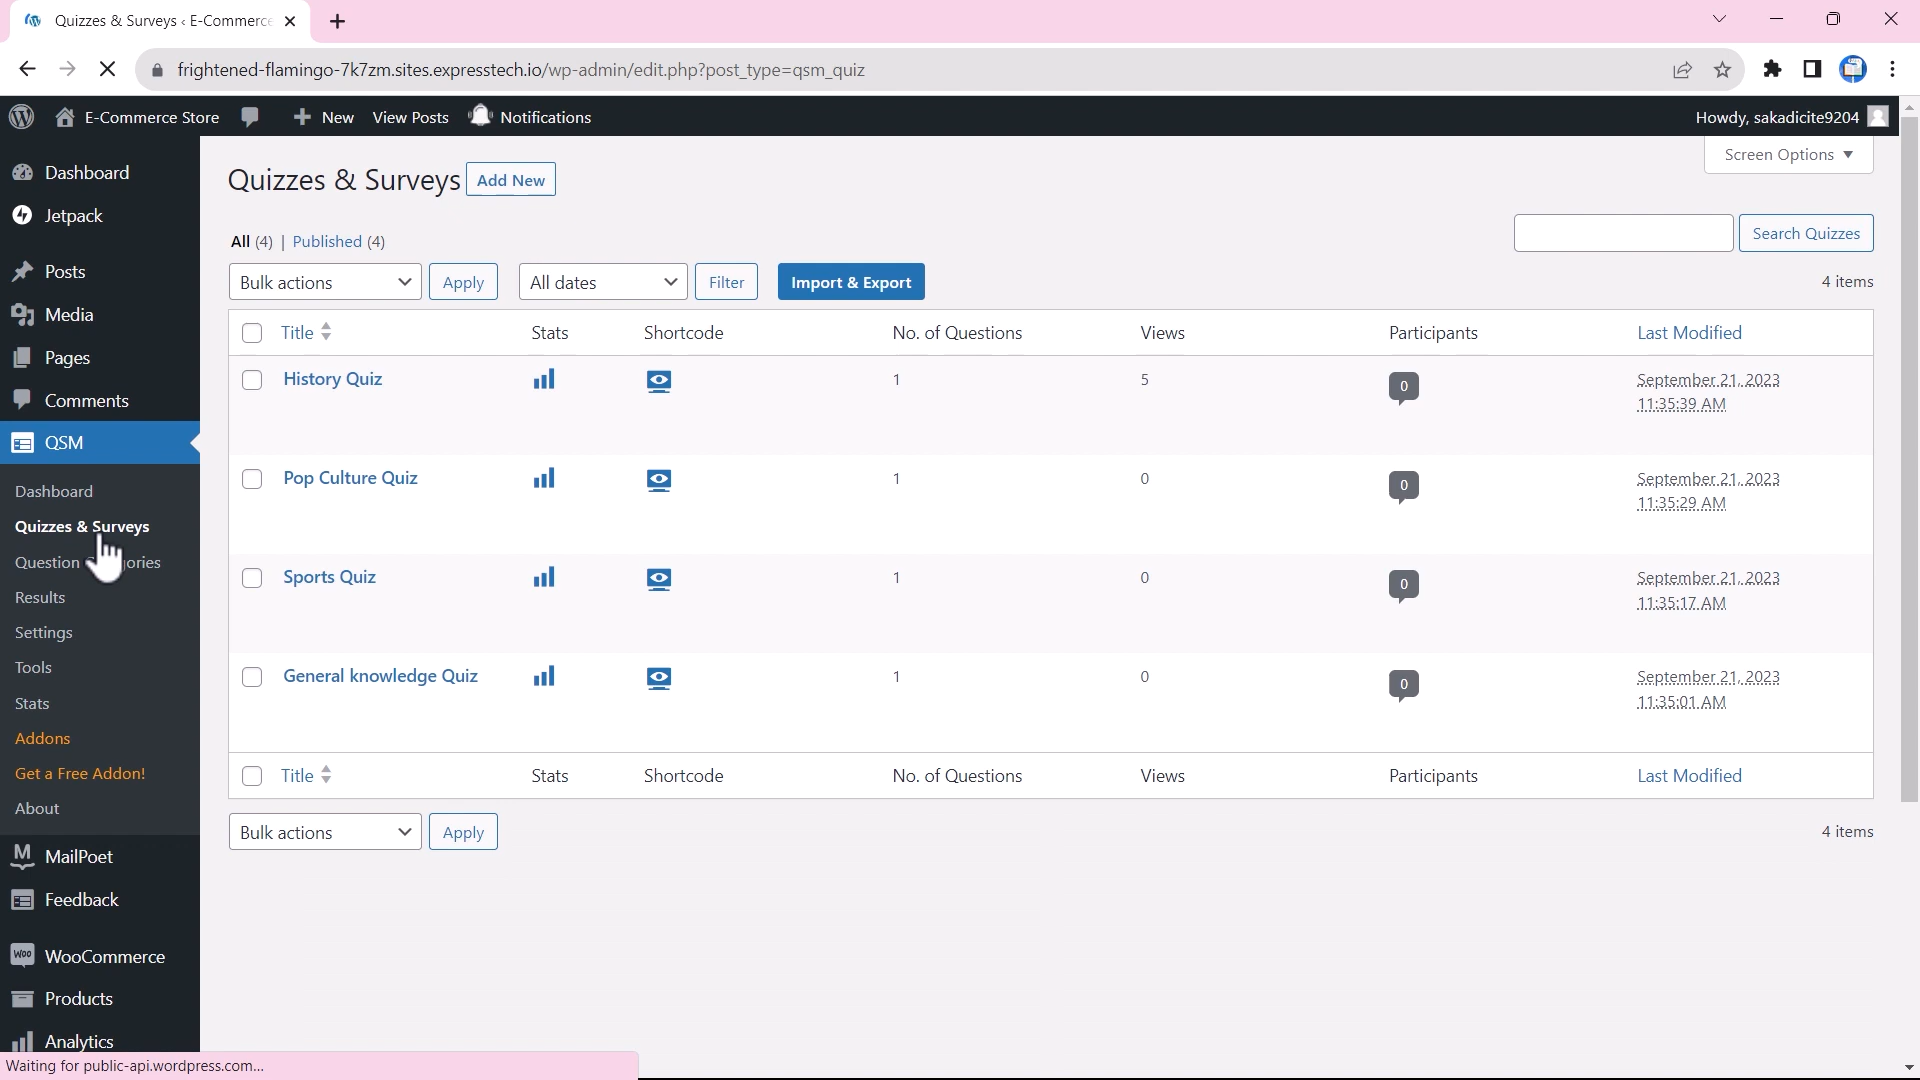 Quizzes & Surveys ‹ E-Commerce
frightened-flamingo-7k7zm.sites.expresstech.io/wp-admin/edit.php?post_type=qsm_quiz
E-Commerce Store New View Posts Notifications Howdy, sakadicite9204
Dashboard
Jetpack
Posts
Media
Pages
Comments
QSM
Dashboard
Quizzes & Surveys
Question
Results
Settings
Tools
Stats
Addons
Get a Free Addon!
About
MailPoet
Feedback
WooCommerce
Products
Analytics
Screen Options
Quizzes & Surveys Add New
All (4) | Published (4)
Search Quizzes
Bulk actions Apply All dates Filter Import & Export 4 items
Title Stats Shortcode No. of Questions Views Participants Last Modified
History Quiz 1 5 0 September 21, 2023
11:35:39 AM
Pop Culture Quiz 1 0 0 September 21, 2023
11:35:29 AM
Sports Quiz 1 0 0 September 21, 2023
11:35:17 AM
General knowledge Quiz 1 0 0 September 21, 2023
11:35:01 AM
Title Stats Shortcode No. of Questions Views Participants Last Modified
Bulk actions Apply 4 items
Waiting for public-api.wordpress.com...